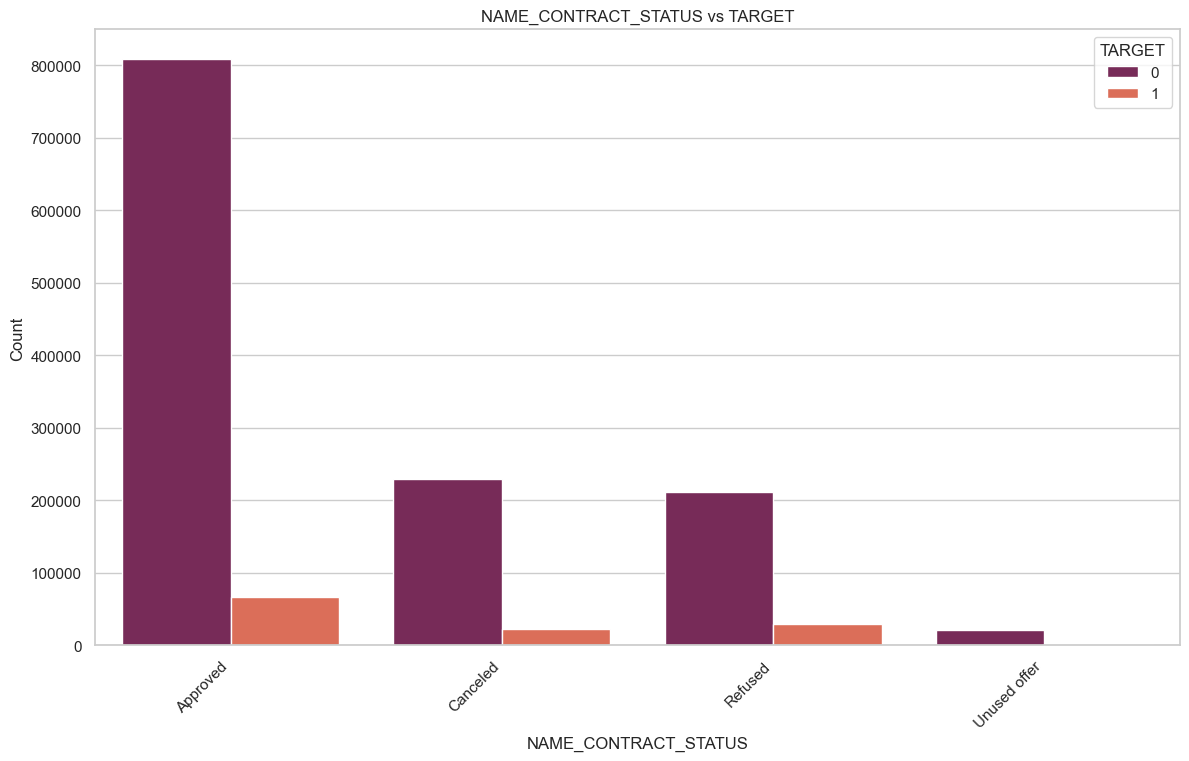 NAME_CONTRACT_STATUS vs TARGET
TARGET
0
1
800000
700000
600000
500000
400000
300000
200000
100000
0
Count
Approved
Canceled
Refused
Unused offer
NAME_CONTRACT_STATUS